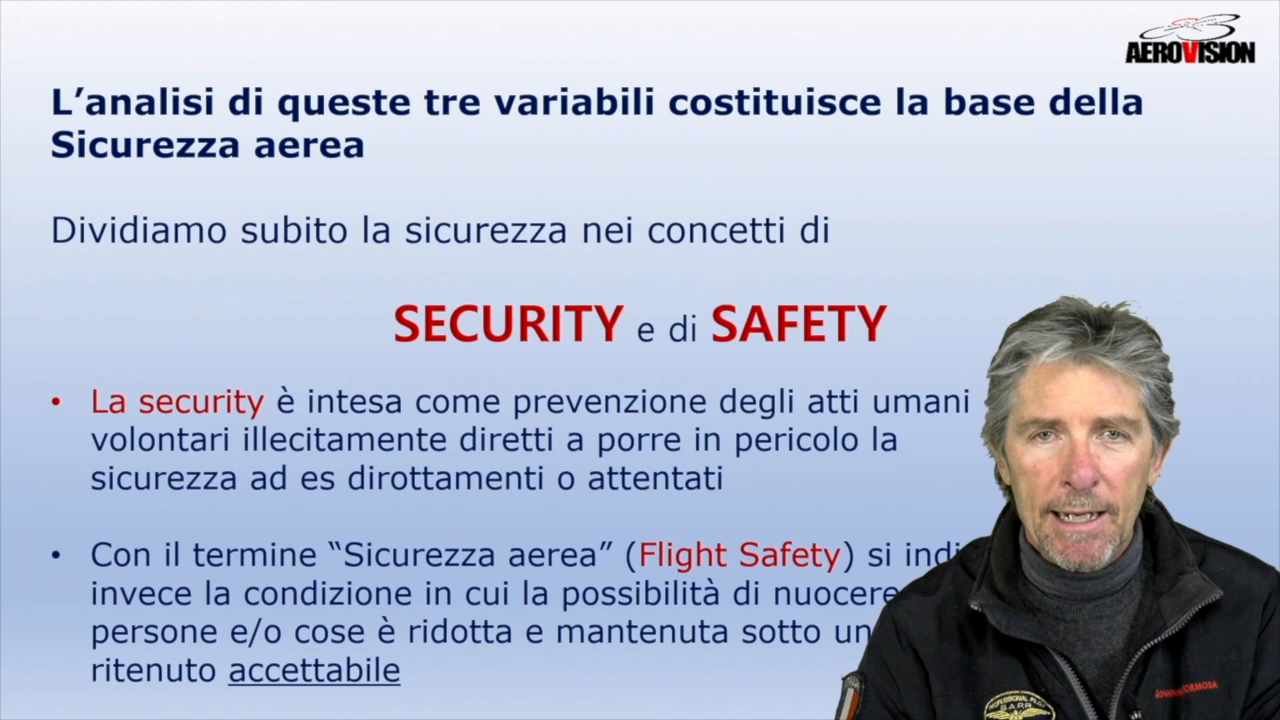 AEROVISION
L’analisi di queste tre variabili costituisce la base della
Sicurezza aerea
Dividiamo subito la sicurezza nei concetti di
SECURITY e di SAFETY
• La security è intesa come prevenzione degli atti umani
volontari illecitamente diretti a porre in pericolo la
sicurezza ad es dirottamenti o attentati
• Con il termine “Sicurezza aerea” (Flight Safety) si indi
invece la condizione in cui la possibilità di nuocere
persone e/o cose è ridotta e mantenuta sotto un
ritenuto accettabile
PROFESSIONAL PILOT
S.A.P.R.